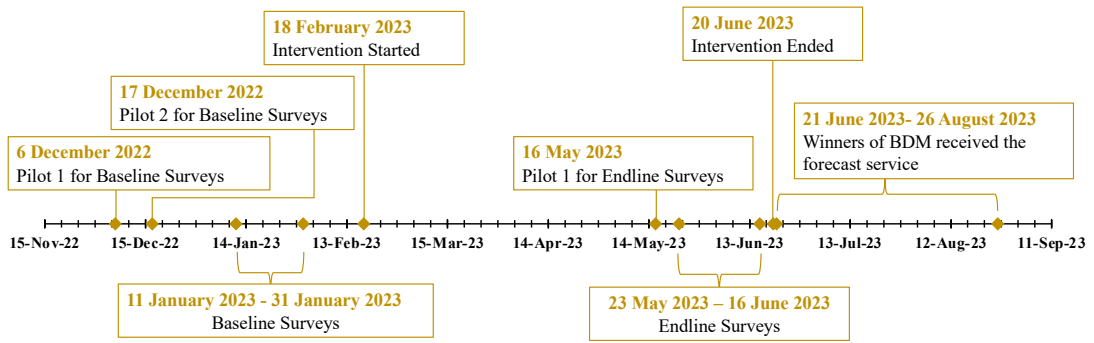 18 February 2023
Intervention Started
20 June 2023
Intervention Ended
17 December 2022
Pilot 2 for Baseline Surveys
21 June 2023- 26 August 2023
Winners of BDM received the
forecast service
6 December 2022
Pilot 1 for Baseline Surveys
16 May 2023
Pilot 1 for Endline Surveys
15-Nov-22 15-Dec-22 14-Jan-23 13-Feb-23 15-Mar-23 14-Apr-23 14-May-23 13-Jun-23 13-Jul-23 12-Aug-23 11-Sep-23
11 January 2023 - 31 January 2023
Baseline Surveys
23 May 2023 – 16 June 2023
Endline Surveys